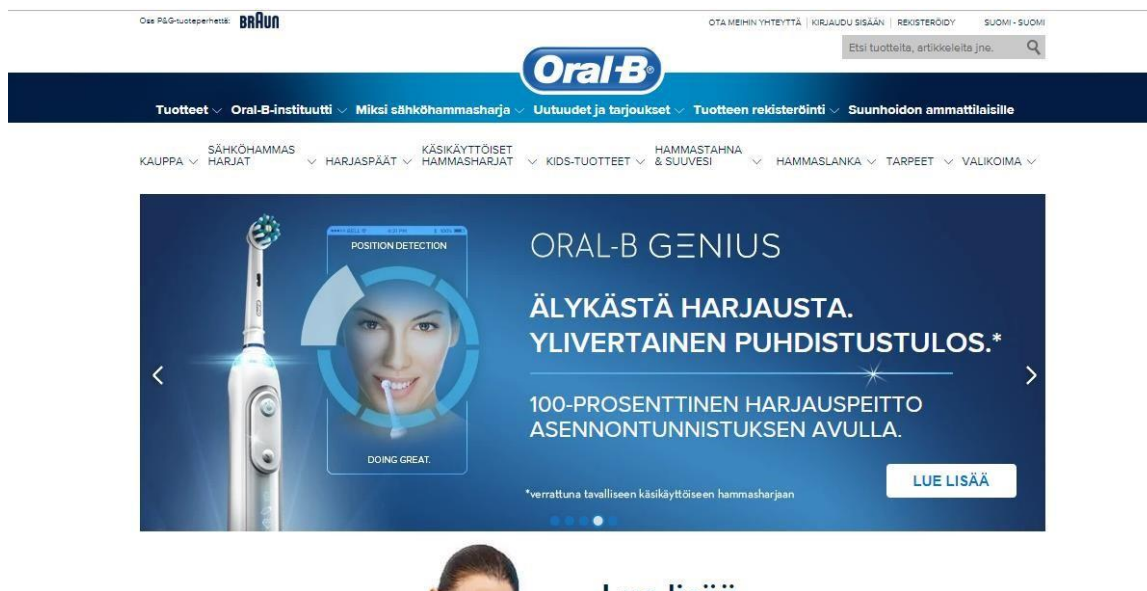 Osa P&G-tuoteperhettä: BRAUN
OTA MEIHIN YHTEYTTÄ | KIRJAUDU SISÄÄN | REKISTERÖIDY SUOMI - SUOMI
Etsi tuotteita, artikkeleita jne.
Oral-B
Tuotteet Oral-B-instituutti Miksi sähköhammasharja Uutuudet ja tarjoukset Tuotteen rekisteröinti Suunhoidon ammattilaisille
KAUPPA
SÄHKÖHAMMAS
HARJAT
HARJASPÄÄT
KÄSIKÄYTTÖISET
HAMMASHARJAT
KIDS-TUOTTEET
HAMMASTAHNA
& SUUVESI
HAMMASLANKA
TARPEET
VALIKOIMA
POSITION DETECTION
DOING GREAT.
ORAL-B GENIUS
ÄLYKÄSTÄ HARJAUSTA.
YLIVERTAINEN PUHDISTUSTULOS.*
100-PROSENTTINEN HARJAUSPEITTO
ASENNONTUNNISTUKSEN AVULLA.
LUE LISÄÄ
*verrattuna tavalliseen käsikäyttöiseen hammasharjaan